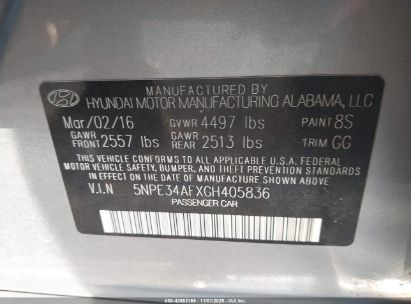 MANUFACTURED BY
HYUNDAI MOTOR MANUFACTURING ALABAMA, LLC
Mar/02/16 GVWR 4497 lbs PAINT 8S
GAWR FRONT 2557 lbs GAWR REAR 2513 lbs TRIM GG
THIS VEHICLE CONFORMS TO ALL APPLICABLE U.S.A. FEDERAL
MOTOR VEHICLE SAFETY, BUMPER, AND THEFT PREVENTION STANDARDS
IN EFFECT ON THE DATE OF MANUFACTURE SHOWN ABOVE.
V.I.N 5NPE34AFXGH405836
PASSENGER CAR